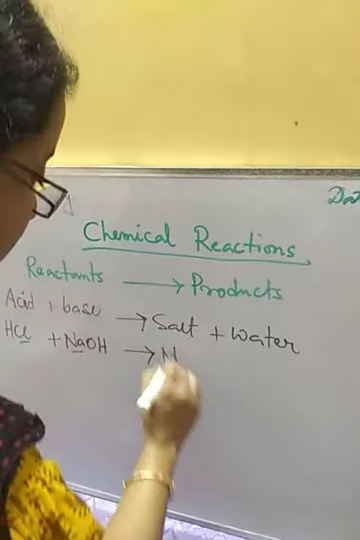 Chemical Reactions
Reactants → Products
Acid + base → Salt + water
HCl + NaOH → N